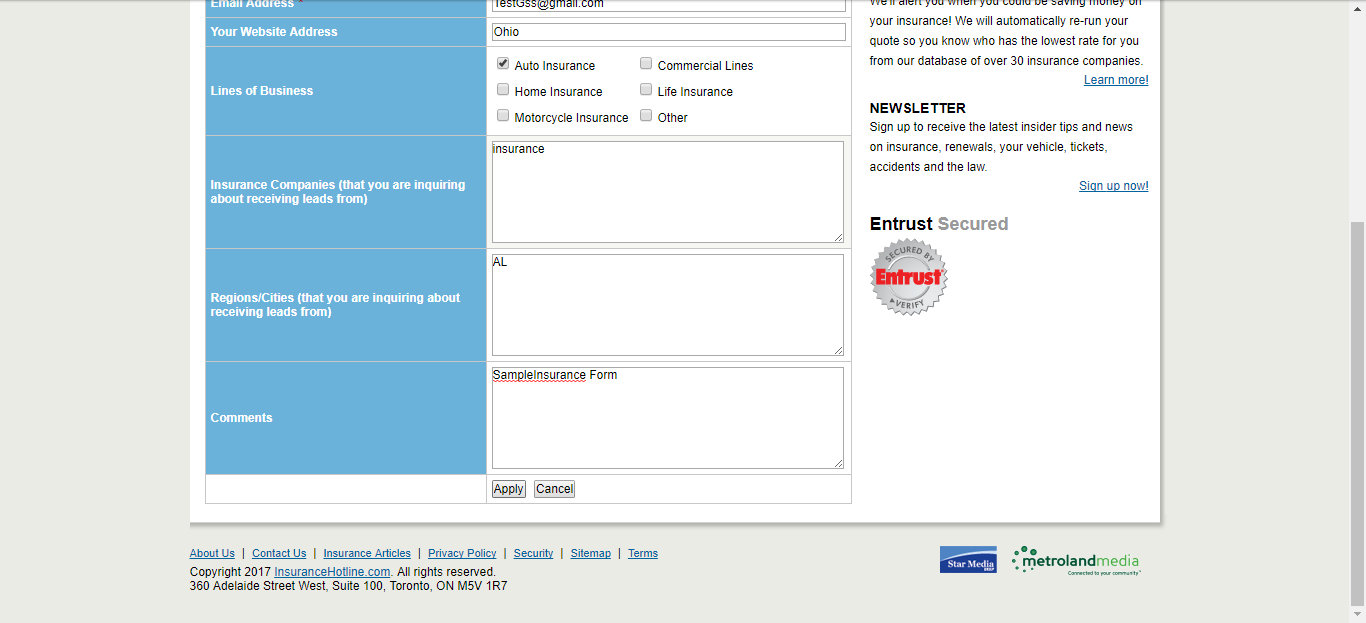 Email Address *
TestGss@gmail.com
Your Website Address
Ohio
Lines of Business
Auto Insurance
Commercial Lines
Home Insurance
Life Insurance
Motorcycle Insurance
Other
Insurance Companies (that you are inquiring
about receiving leads from)
insurance
Regions/Cities (that you are inquiring about
receiving leads from)
AL
Comments
SampleInsurance Form
Apply
Cancel
We'll alert you when you could be saving money on
your insurance! We will automatically re-run your
quote so you know who has the lowest rate for you
from our database of over 30 insurance companies.
Learn more!
NEWSLETTER
Sign up to receive the latest insider tips and news
on insurance, renewals, your vehicle, tickets,
accidents and the law.
Sign up now!
Entrust Secured
SECURED BY
Entrust
VERIFY
About Us | Contact Us | Insurance Articles | Privacy Policy | Security | Sitemap | Terms
Copyright 2017 InsuranceHotline.com. All rights reserved.
360 Adelaide Street West, Suite 100, Toronto, ON M5V 1R7
Star Media
GROUP
metrolandmedia
Connected to your community